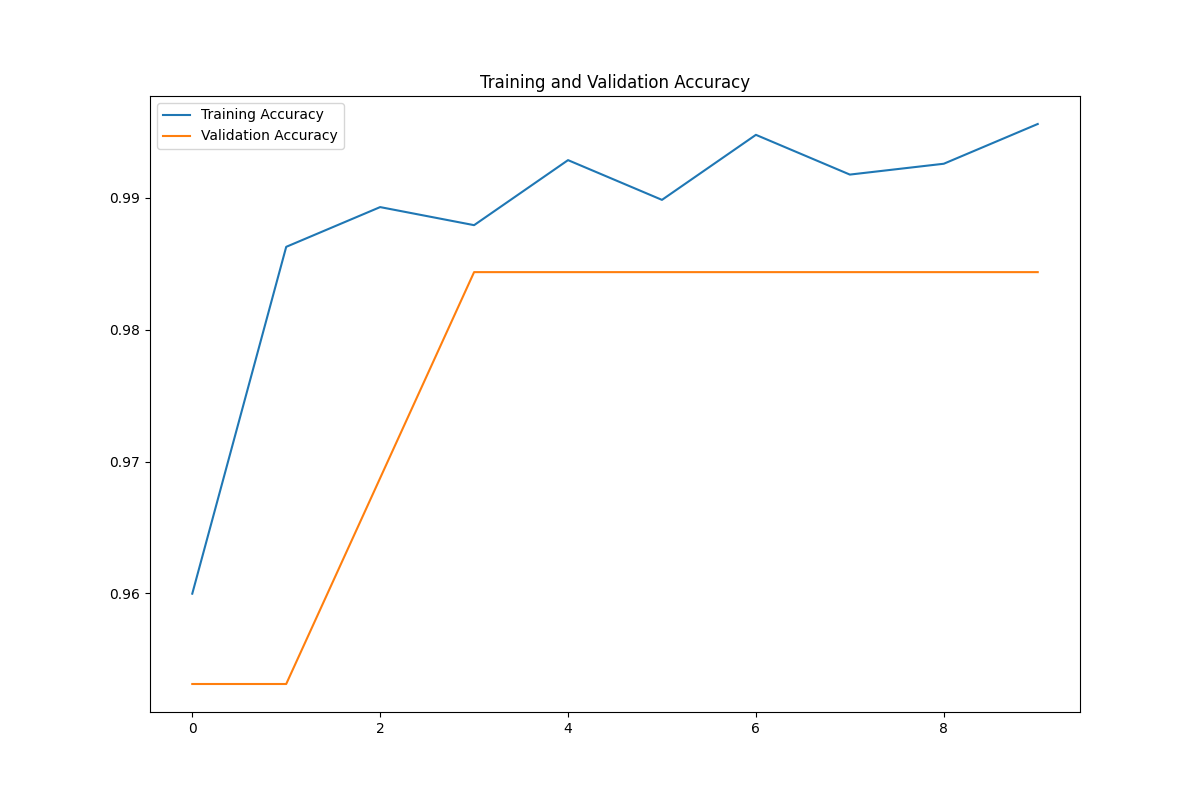 Training and Validation Accuracy
Training Accuracy
Validation Accuracy
0.99
0.98
0.97
0.96
0 2 4 6 8